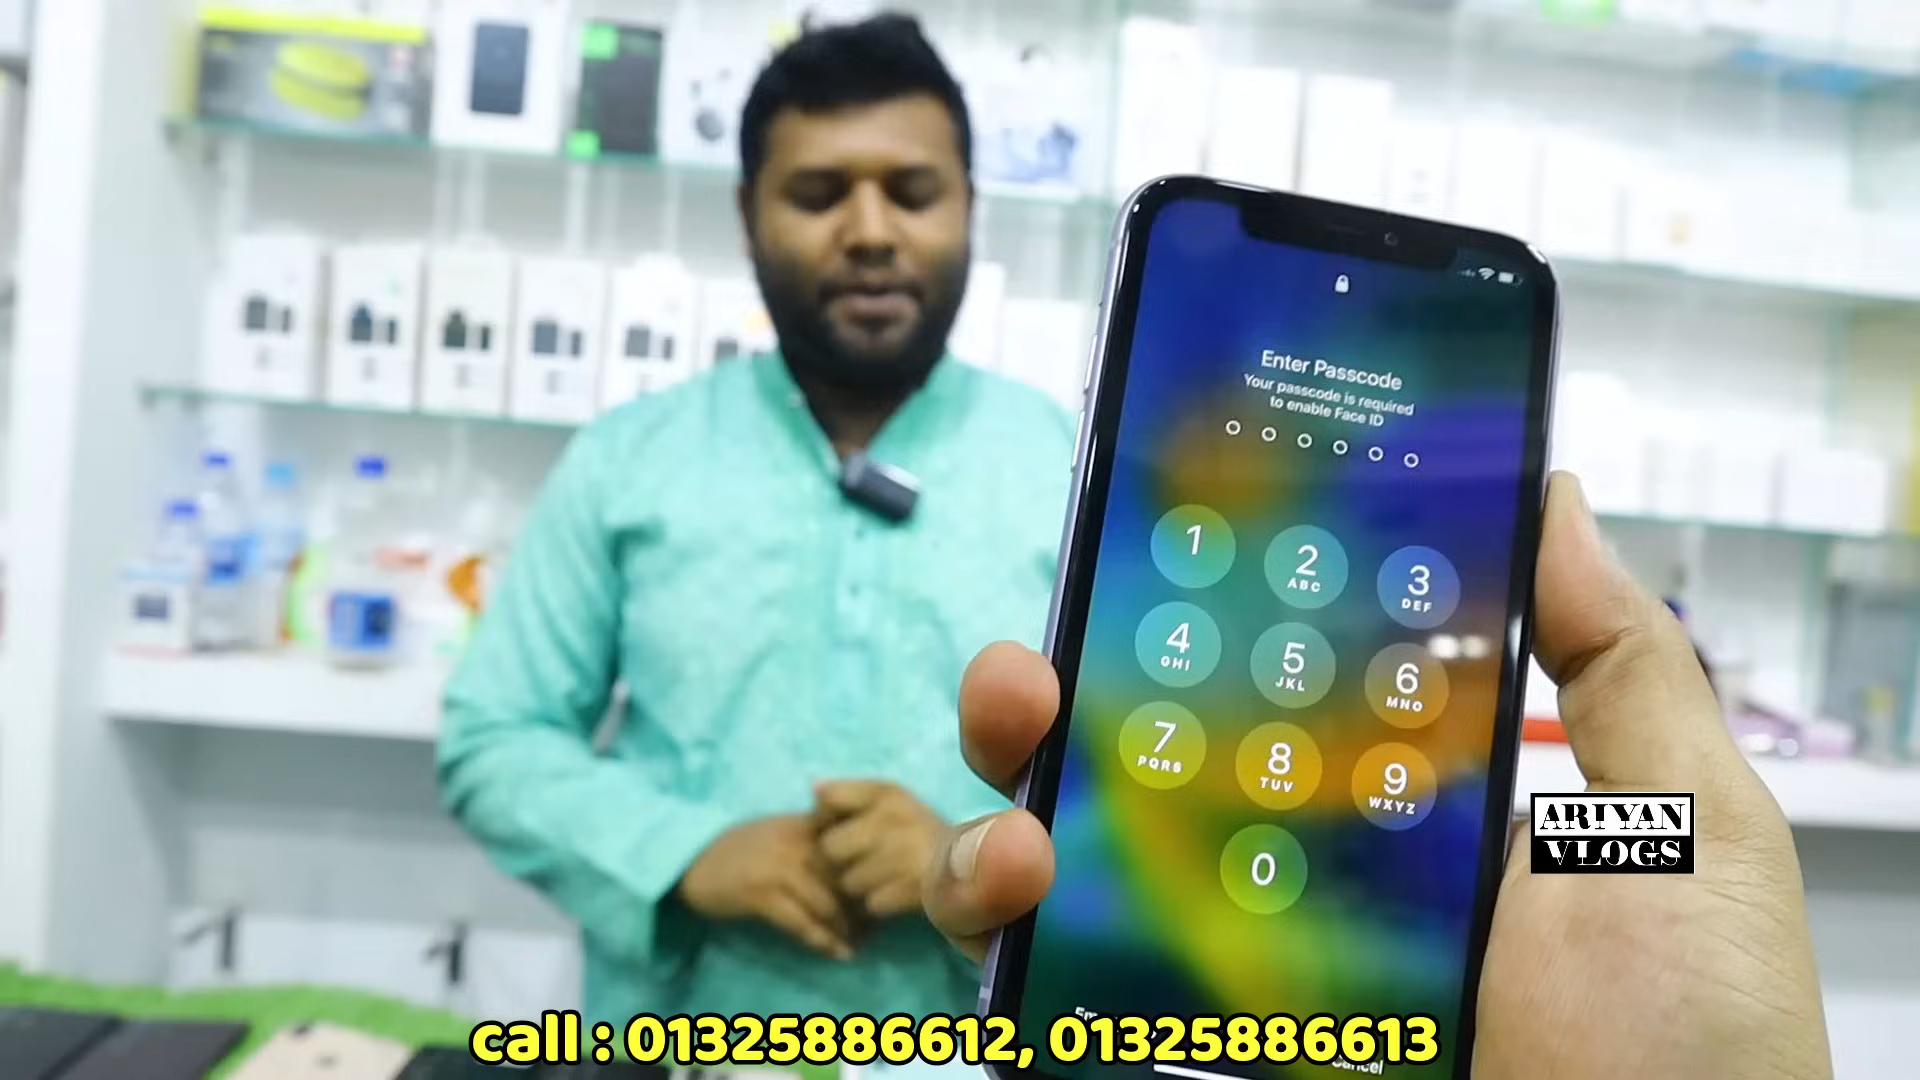 Enter Passcode
Your passcode is required
to enable Face ID
1
2
ABC
3
DEF
4
GHI
5
JKL
6
MNO
7
PQRS
8
TUV
9
WXYZ
0
ARIYAN
VLOGS
call : 01325886612, 01325886613
Cancel